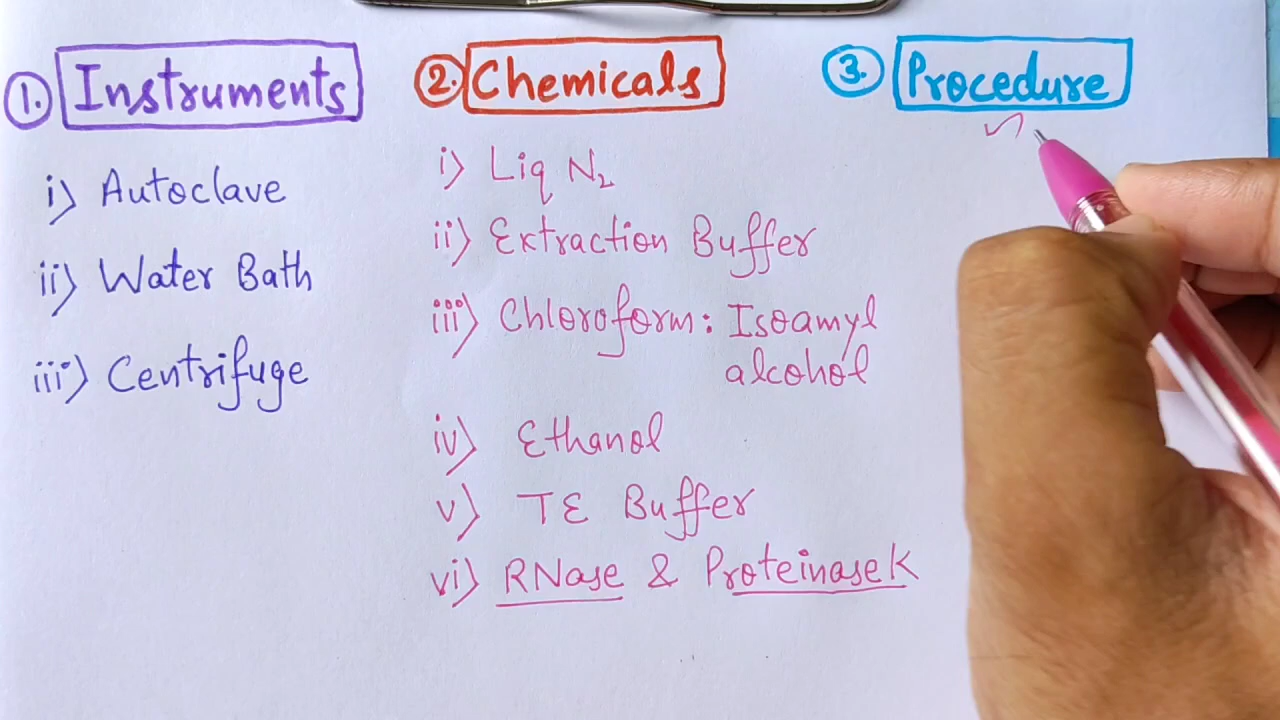 1. Instruments
i) Autoclave
ii) Water Bath
iii) Centrifuge
2. Chemicals
i) Liq N₂
ii) Extraction Buffer
iii) Chloroform: Isoamyl
alcohol
iv) Ethanol
v) TE Buffer
vi) RNase & Proteinase K
3. Procedure